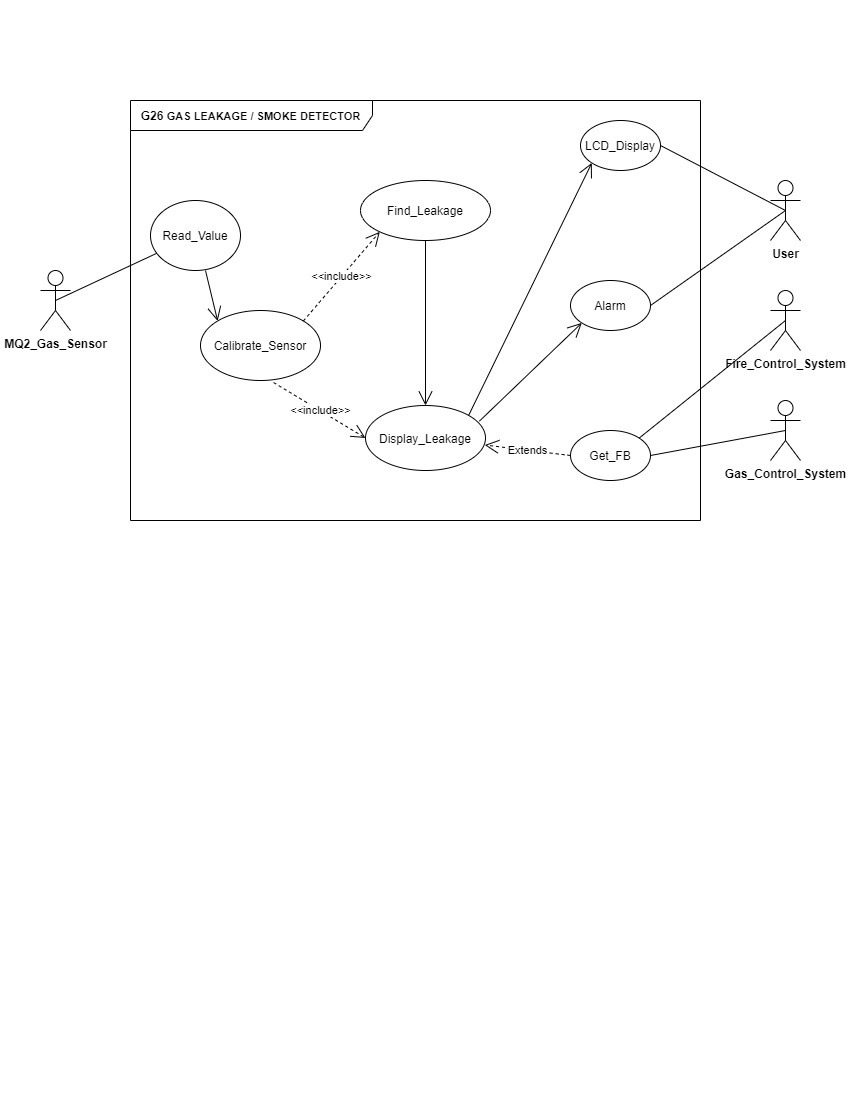 G26 GAS LEAKAGE / SMOKE DETECTOR
LCD_Display
Find_Leakage
Read_Value
User
<<include>>
Alarm
MQ2_Gas_Sensor
Calibrate_Sensor
Fire_Control_System
<<include>>
Display_Leakage
Extends
Get_FB
Gas_Control_System